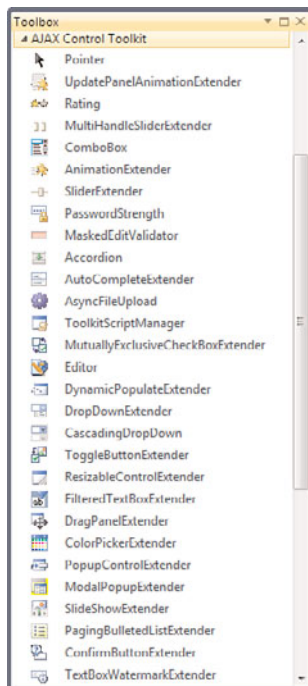 Toolbox
AJAX Control Toolkit
Pointer
UpdatePanelAnimationExtender
Rating
MultiHandleSliderExtender
ComboBox
AnimationExtender
SliderExtender
PasswordStrength
MaskedEditValidator
Accordion
AutoCompleteExtender
AsyncFileUpload
ToolkitScriptManager
MutuallyExclusiveCheckBoxExtender
Editor
DynamicPopulateExtender
DropDownExtender
CascadingDropDown
ToggleButtonExtender
ResizableControlExtender
FilteredTextBoxExtender
DragPanelExtender
ColorPickerExtender
PopupControlExtender
ModalPopupExtender
SlideShowExtender
PagingBulletedListExtender
ConfirmButtonExtender
TextBoxWatermarkExtender